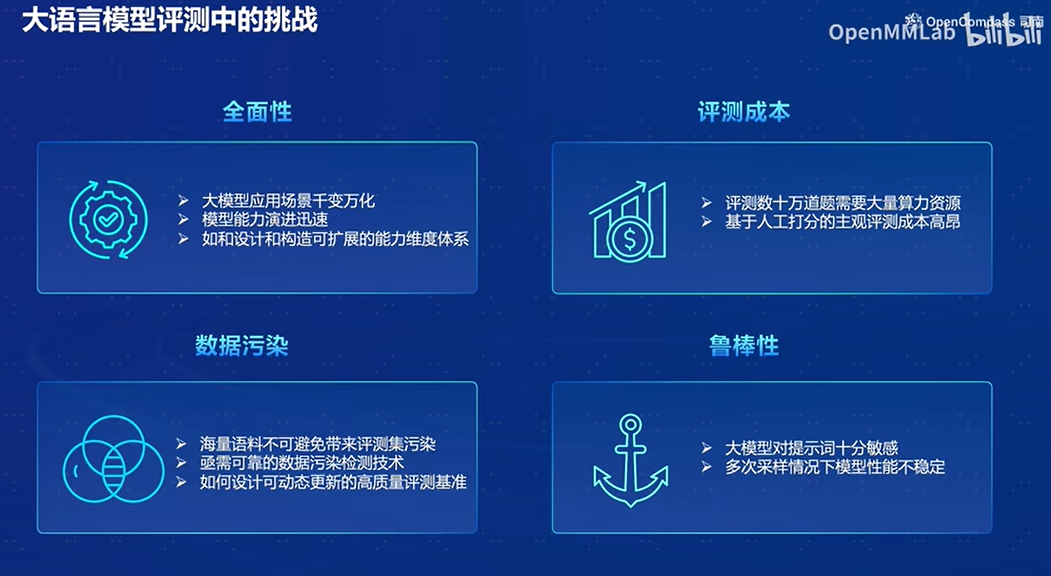 大语言模型评测中的挑战
OpenCompass 司南
OpenMMLab bilibili
全面性
大模型应用场景千变万化
模型能力演进迅速
如和设计和构造可扩展的能力维度体系
评测成本
$
评测数十万道题需要大量算力资源
基于人工打分的主观评测成本高昂
数据污染
海量语料不可避免带来评测集污染
亟需可靠的数据污染检测技术
如何设计可动态更新的高质量评测基准
鲁棒性
大模型对提示词十分敏感
多次采样情况下模型性能不稳定